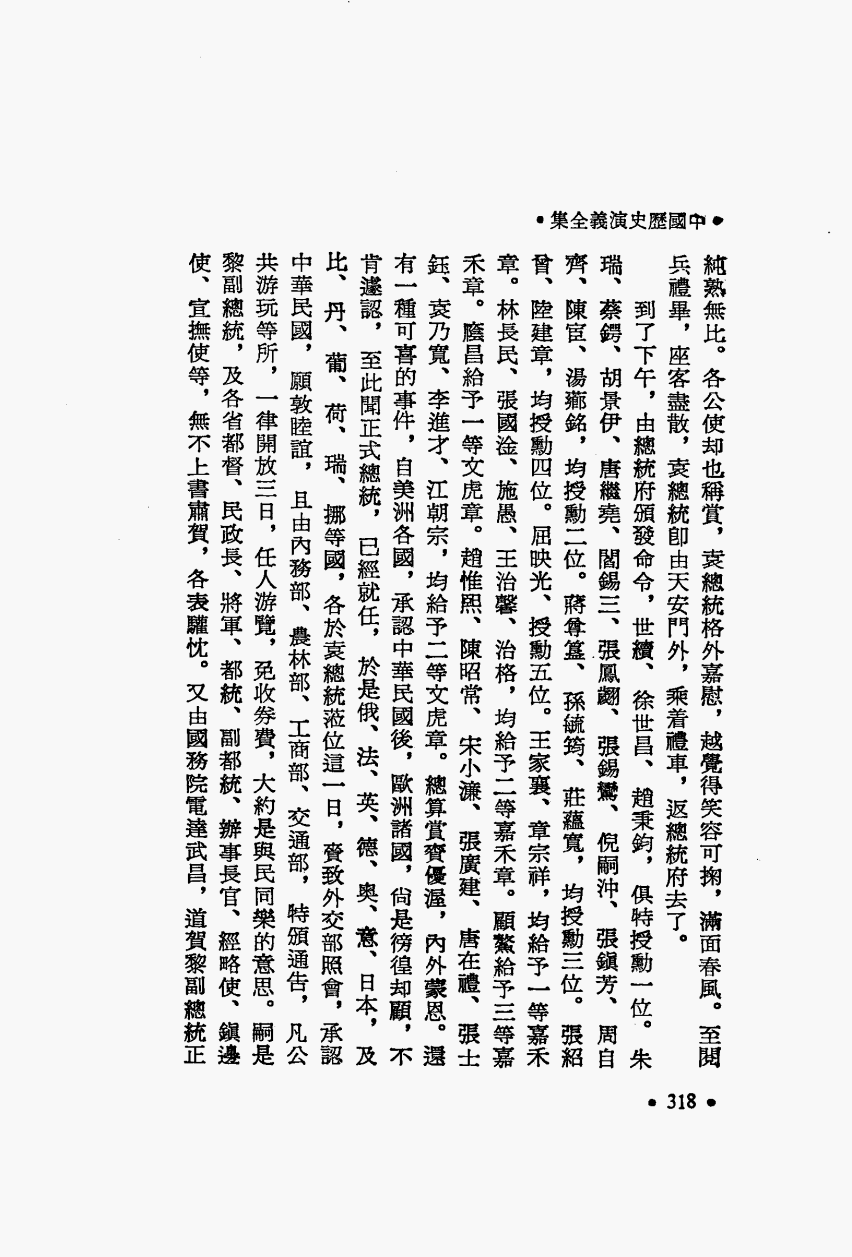 •中國歷史演義全集•
純熟無比。各公使却也稱賞，袁總統格外嘉慰，越覺得笑容可掬，滿面春風。至閱
兵禮畢，座客盡散，袁總統卽由天安門外，乘着禮車，返總統府去了。
到了下午，由總統府頒發命令，世續、徐世昌、趙秉鈞，俱特授勳一位。朱
瑞、蔡鍔、胡景伊、唐繼堯、閻錫三、張鳳翽、張錫鸞、倪嗣沖、張鎭芳、周自
齊、陳宧、湯薌銘，均授勳二位。蔣尊簋、孫毓筠、莊蘊寬，均授勳三位。張紹
曾、陸建章，均授勳四位。屈映光、授勳五位。王家襄、章宗祥，均給予一等嘉禾
章。林長民、張國淦、施愚、王治馨、治格，均給予二等嘉禾章。顧鰲給予三等嘉
禾章。廕昌給予一等文虎章。趙惟熙、陳昭常、宋小濂、張廣建、唐在禮、張士
鈺、袁乃寬、李進才、江朝宗，均給予二等文虎章。總算賞賚優渥，內外蒙恩。還
有一種可喜的事件，自美洲各國，承認中華民國後，歐洲諸國，尙是徬徨却顧，不
肯遽認，至此聞正式總統，已經就任，於是俄、法、英、德、奧、意、日本，及
比、丹、葡、荷、瑞、挪等國，各於袁總統蒞位這一日，賫致外交部照會，承認
中華民國，願敦睦誼，且由內務部、農林部、工商部、交通部，特頒通告，凡公
共游玩等所，一律開放三日，任人游覽，免收券費，大約是與民同樂的意思。嗣是
黎副總統，及各省都督、民政長、將軍、都統、副都統、辦事長官、經略使、鎭邊
使、宣撫使等，無不上書肅賀，各表驩忱。又由國務院電達武昌，道賀黎副總統正
• 318 •